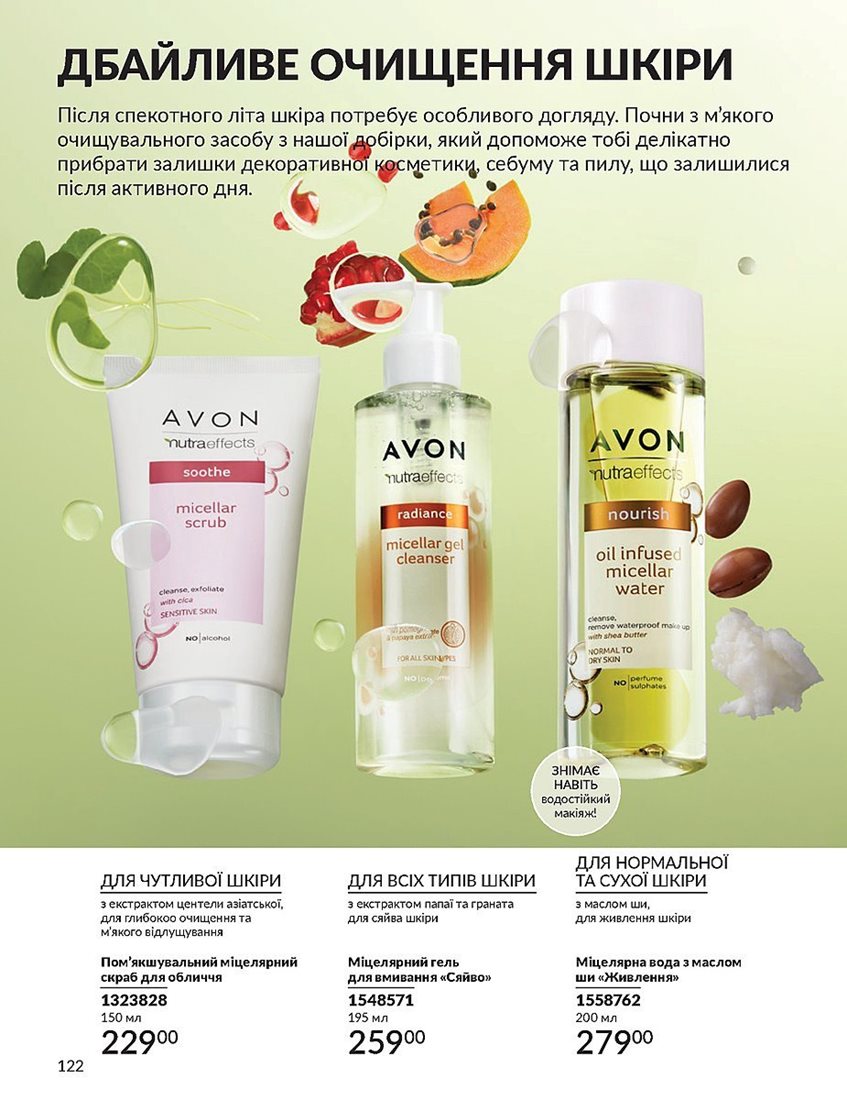 ДБАЙЛИВЕ ОЧИЩЕННЯ ШКІРИ
Після спекотного літа шкіра потребує особливого догляду. Почни з м’якого
очищувального засобу з нашої добірки, який допоможе тобі делікатно
прибрати залишки декоративної косметики, себуму та пилу, що залишилися
після активного дня.
AVON
nutraeffects
soothe
micellar
scrub
cleanse, exfoliate
with cica
SENSITIVE SKIN
NO | alcohol
AVON
nutraeffects
radiance
micellar gel
cleanser
& papaya extract
FOR ALL SKIN TYPES
NO
AVON
nutraeffects
nourish
oil infused
micellar
water
cleanse,
remove waterproof make up
with shea butter
NORMAL TO
DRY SKIN
NO | perfume
sulphates
ЗНІМАЄ
НАВІТЬ
водостійкий
макіяж!
ДЛЯ ЧУТЛИВОЇ ШКІРИ
з екстрактом центели азіатської,
для глибокоо очищення та
м’якого відлущування
Пом’якшувальний міцелярний
скраб для обличчя
1323828
150 мл
229⁰⁰
ДЛЯ ВСІХ ТИПІВ ШКІРИ
з екстрактом папаї та граната
для сяйва шкіри
Міцелярний гель
для вмивання «Сяйво»
1548571
195 мл
259⁰⁰
ДЛЯ НОРМАЛЬНОЇ
ТА СУХОЇ ШКІРИ
з маслом ши,
для живлення шкіри
Міцелярна вода з маслом
ши «Живлення»
1558762
200 мл
279⁰⁰
122